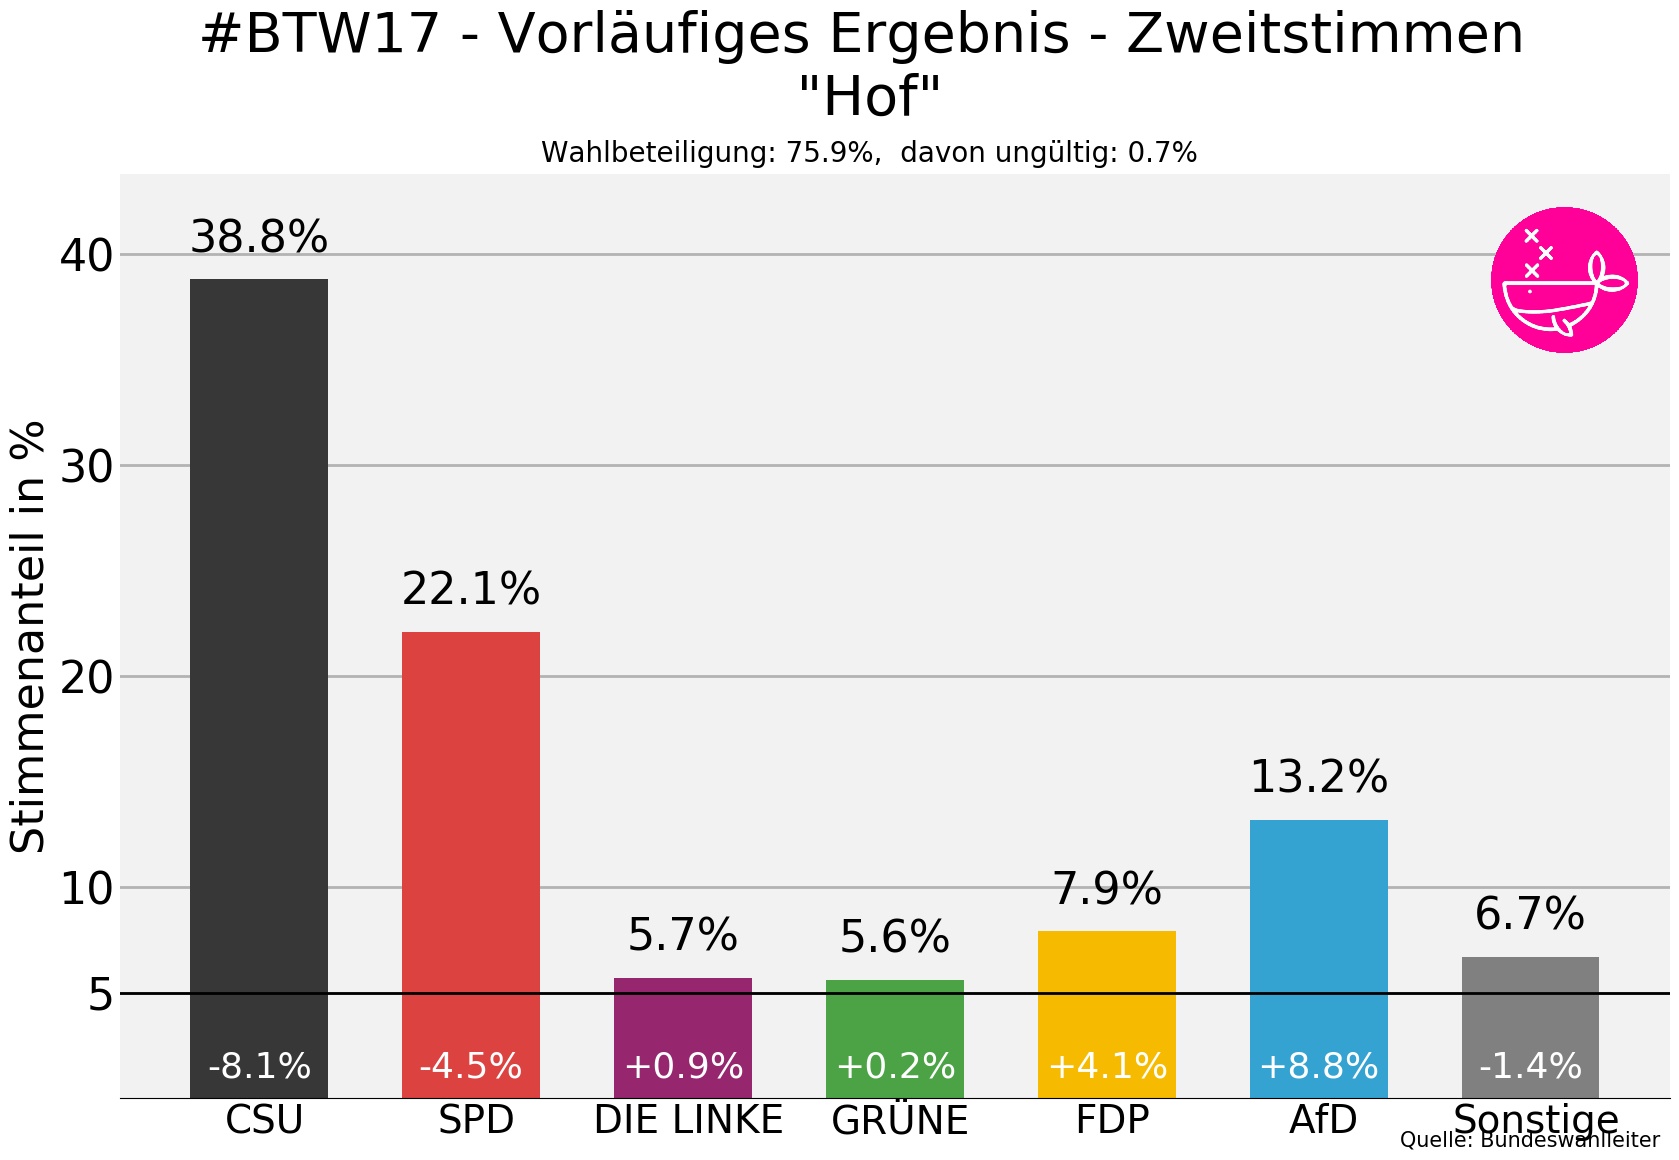 #BTW17 - Vorläufiges Ergebnis - Zweitstimmen
"Hof"
Wahlbeteiligung: 75.9%,  davon ungültig: 0.7%
Stimmenanteil in %
40
30
20
10
5
38.8%
22.1%
5.7%
5.6%
7.9%
13.2%
6.7%
-8.1%
-4.5%
+0.9%
+0.2%
+4.1%
+8.8%
-1.4%
CSU
SPD
DIE LINKE
GRÜNE
FDP
AfD
Sonstige
Quelle: Bundeswahlleiter